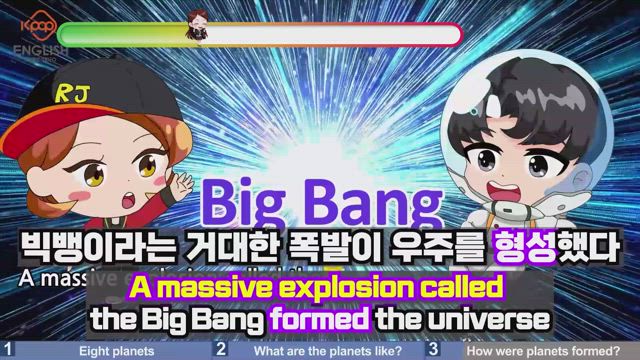 Kpop
ENGLISH
RJ
Big Bang
빅뱅이라는 거대한 폭발이 우주를 형성했다
A massive explosion called
the Big Bang formed the universe
1 Eight planets 2 What are the planets like? 3 How were planets formed?